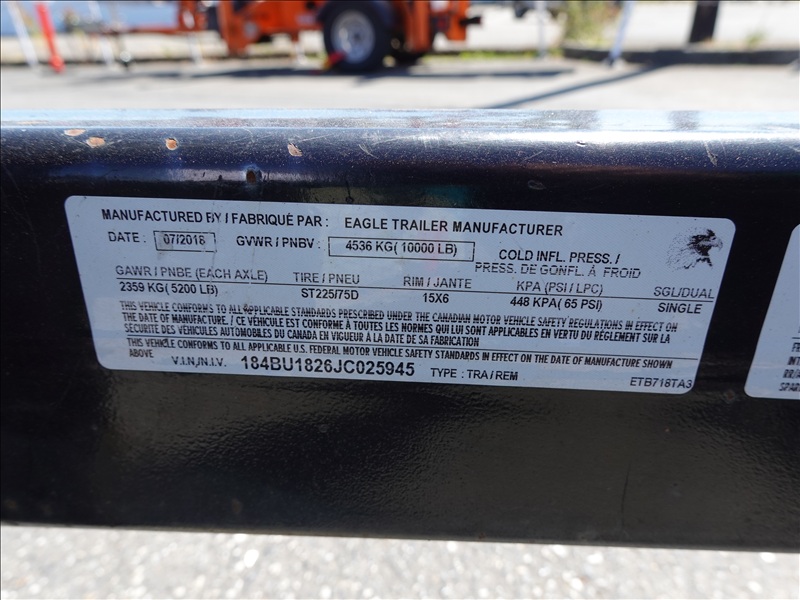 MANUFACTURED BY / FABRIQUÉ PAR : EAGLE TRAILER MANUFACTURER
DATE : 07/2018 GVWR / PNBV : 4536 KG( 10000 LB)
COLD INFL. PRESS. /
PRESS. DE GONFL. À FROID
GAWR / PNBE (EACH AXLE) TIRE / PNEU RIM / JANTE KPA (PSI / LPC) SGL/DUAL
2359 KG( 5200 LB) ST225/75D 15X6 448 KPA( 65 PSI) SINGLE
THIS VEHICLE CONFORMS TO ALL APPLICABLE STANDARDS PRESCRIBED UNDER THE CANADIAN MOTOR VEHICLE SAFETY REGULATIONS IN EFFECT ON
THE DATE OF MANUFACTURE. / CE VÉHICULE EST CONFORME À TOUTES LES NORMES QUI LUI SONT APPLICABLES EN VERTU DU RÈGLEMENT SUR LA
SÉCURITÉ DES VÉHICULES AUTOMOBILES DU CANADA EN VIGUEUR À LA DATE DE SA FABRICATION
THIS VEHICLE CONFORMS TO ALL APPLICABLE U.S. FEDERAL MOTOR VEHICLE SAFETY STANDARDS IN EFFECT ON THE DATE OF MANUFACTURE SHOWN
ABOVE
V.I.N./N.I.V. 184BU1826JC025945 TYPE : TRA / REM ETB718TA3